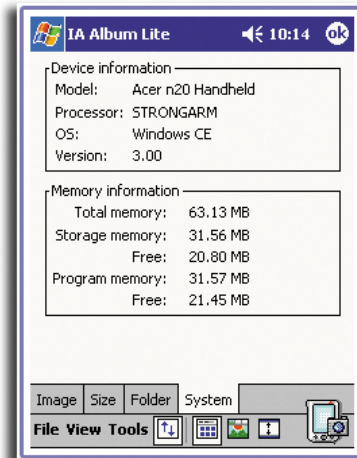 IA Album Lite 10:14 ok
Device information
Model: Acer n20 Handheld
Processor: STRONGARM
OS: Windows CE
Version: 3.00
Memory information
Total memory: 63.13 MB
Storage memory: 31.56 MB
Free: 20.80 MB
Program memory: 31.57 MB
Free: 21.45 MB
Image Size Folder System
File View Tools